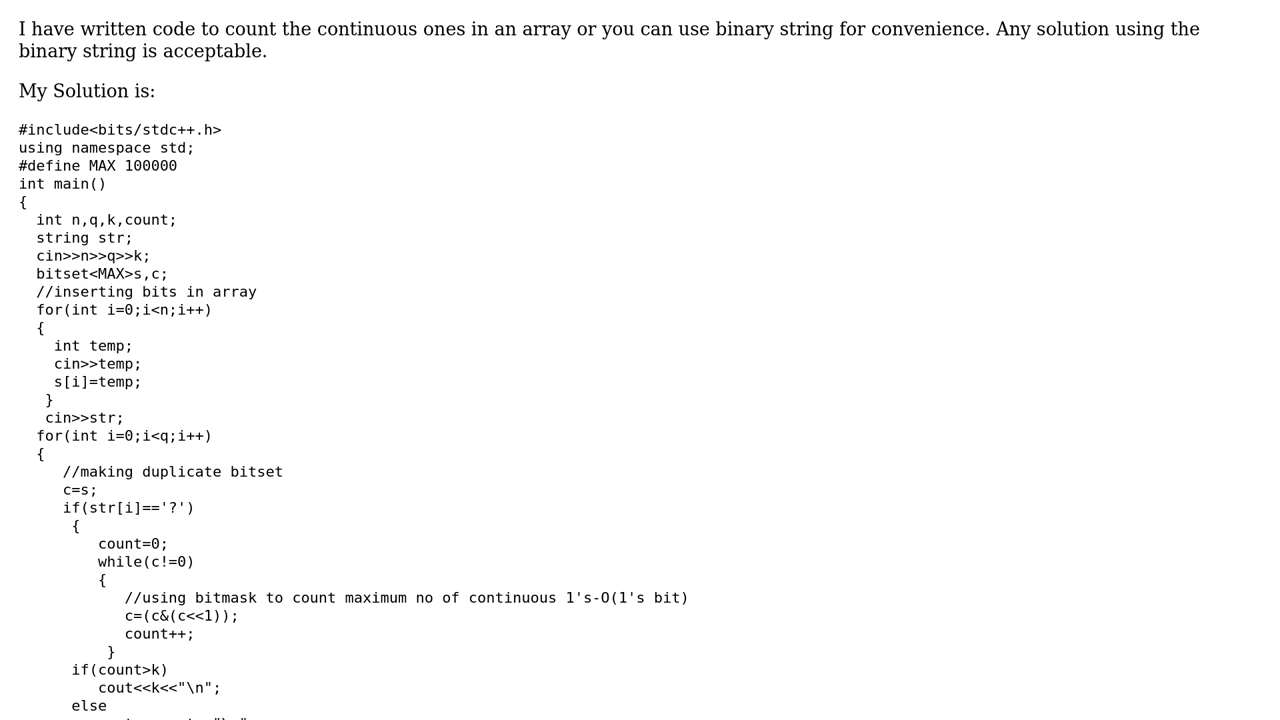 I have written code to count the continuous ones in an array or you can use binary string for convenience. Any solution using the
binary string is acceptable.
My Solution is:
#include<bits/stdc++.h>
using namespace std;
#define MAX 100000
int main()
{
  int n,q,k,count;
  string str;
  cin>>n>>q>>k;
  bitset<MAX>s,c;
  //inserting bits in array
  for(int i=0;i<n;i++)
  {
    int temp;
    cin>>temp;
    s[i]=temp;
   }
   cin>>str;
  for(int i=0;i<q;i++)
  {
     //making duplicate bitset
     c=s;
     if(str[i]=='?')
      {
         count=0;
         while(c!=0)
         {
            //using bitmask to count maximum no of continuous 1's-O(1's bit)
            c=(c&(c<<1));
            count++;
          }
      if(count>k)
         cout<<k<<"\n";
      else